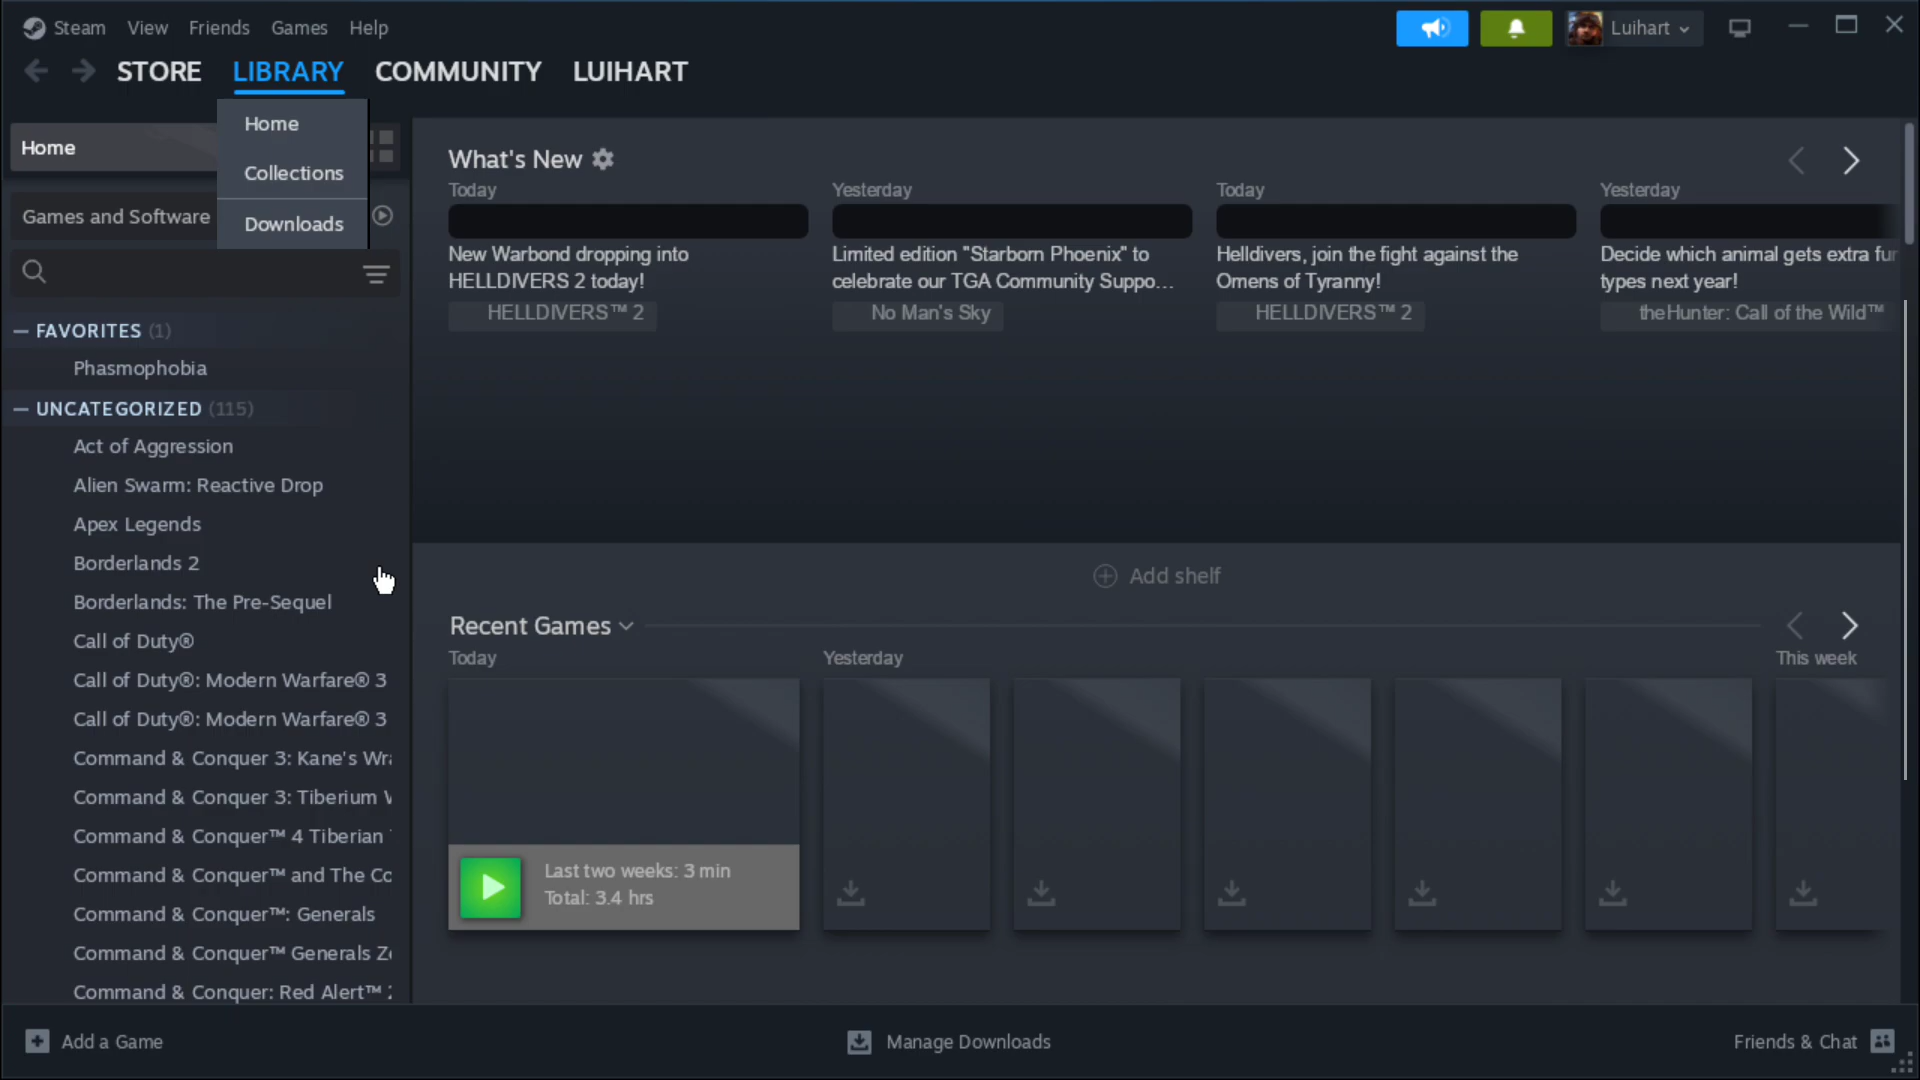 Steam View Friends Games Help
Luihart
STORE LIBRARY COMMUNITY LUIHART
Home
Collections
Downloads
Home
Games and Software
FAVORITES (1)
Phasmophobia
UNCATEGORIZED (115)
Act of Aggression
Alien Swarm: Reactive Drop
Apex Legends
Borderlands 2
Borderlands: The Pre-Sequel
Call of Duty®
Call of Duty®: Modern Warfare® 3
Call of Duty®: Modern Warfare® 3
Command & Conquer 3: Kane's Wr
Command & Conquer 3: Tiberium
Command & Conquer™ 4 Tiberian
Command & Conquer™ and The Co
Command & Conquer™: Generals
Command & Conquer™ Generals Z
Command & Conquer: Red Alert™
What's New
Today
New Warbond dropping into
HELLDIVERS 2 today!
HELLDIVERS™ 2
Yesterday
Limited edition "Starborn Phoenix" to
celebrate our TGA Community Suppo...
No Man's Sky
Today
Helldivers, join the fight against the
Omens of Tyranny!
HELLDIVERS™ 2
Yesterday
Decide which animal gets extra fur
types next year!
theHunter: Call of the Wild™
Add shelf
Recent Games
Today
Yesterday
This week
Last two weeks: 3 min
Total: 3.4 hrs
Add a Game
Manage Downloads
Friends & Chat